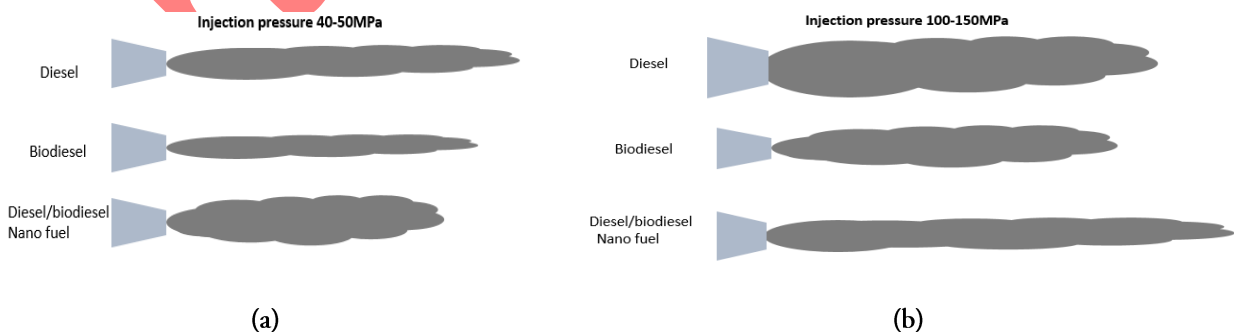 Injection pressure 40-50MPa
Diesel
Biodiesel
Diesel/biodiesel
Nano fuel
(a)
Injection pressure 100-150MPa
Diesel
Biodiesel
Diesel/biodiesel
Nano fuel
(b)